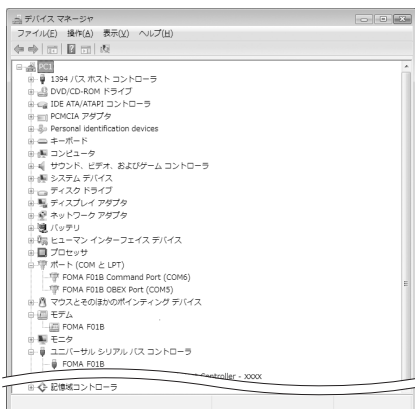 デバイス マネージャ
ファイル(F) 操作(A) 表示(V) ヘルプ(H)
PC1
1394 バス ホスト コントローラ
DVD/CD-ROM ドライブ
IDE ATA/ATAPI コントローラ
PCMCIA アダプタ
Personal identification devices
キーボード
コンピュータ
サウンド、ビデオ、およびゲーム コントローラ
システム デバイス
ディスク ドライブ
ディスプレイ アダプタ
ネットワーク アダプタ
バッテリ
ヒューマン インターフェイス デバイス
プロセッサ
ポート (COM と LPT)
FOMA F01B Command Port (COM6)
FOMA F01B OBEX Port (COM5)
マウスとそのほかのポインティング デバイス
モデム
FOMA F01B
モニタ
ユニバーサル シリアル バス コントローラ
FOMA F01B
Controller - xxxx
記憶域コントローラ